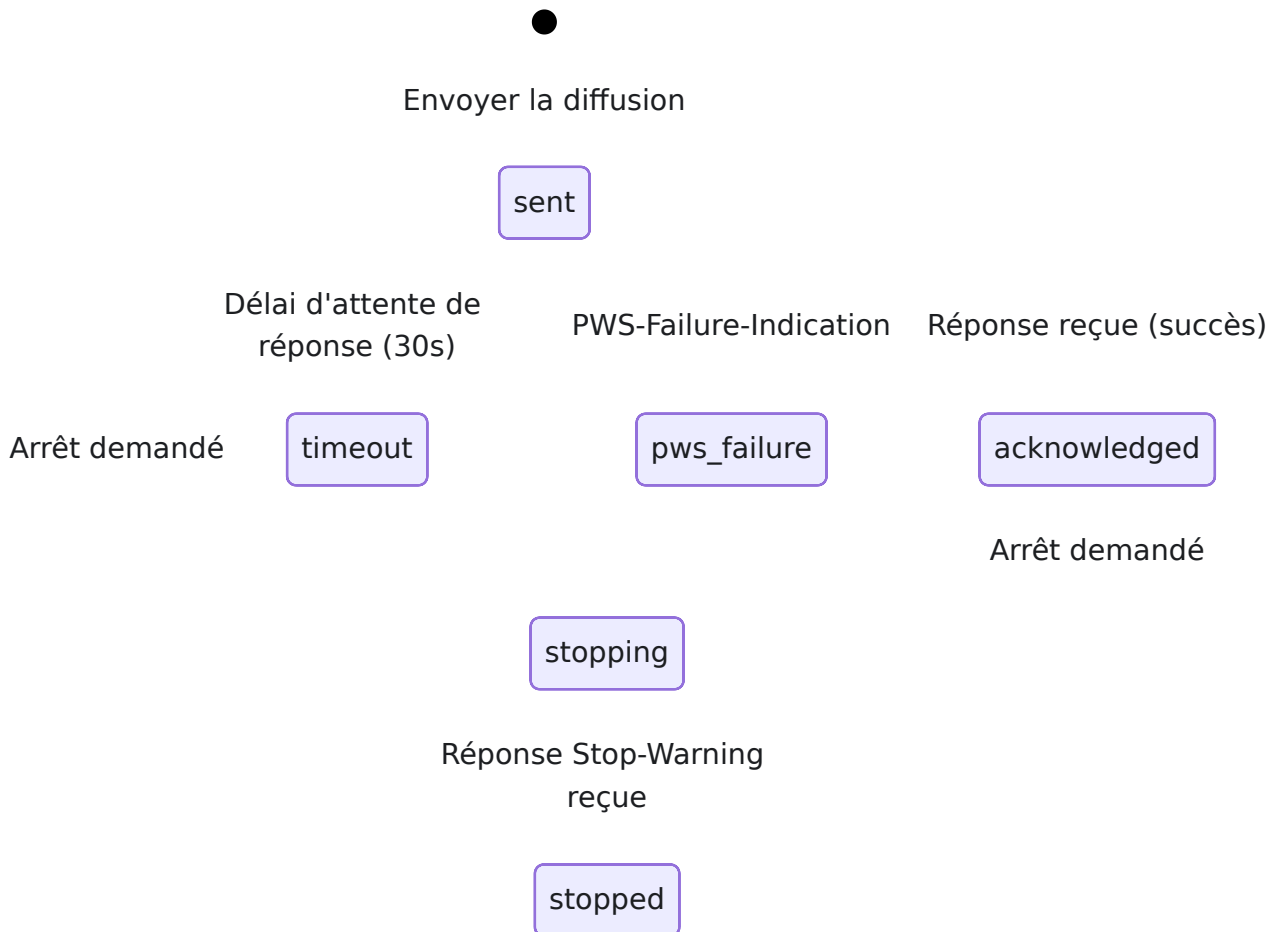 Envoyer la diffusion
sent
Délai d'attente de
réponse (30s)
PWS-Failure-Indication
Réponse reçue (succès)
Arrêt demandé
timeout
pws_failure
acknowledged
Arrêt demandé
stopping
Réponse Stop-Warning
reçue
stopped